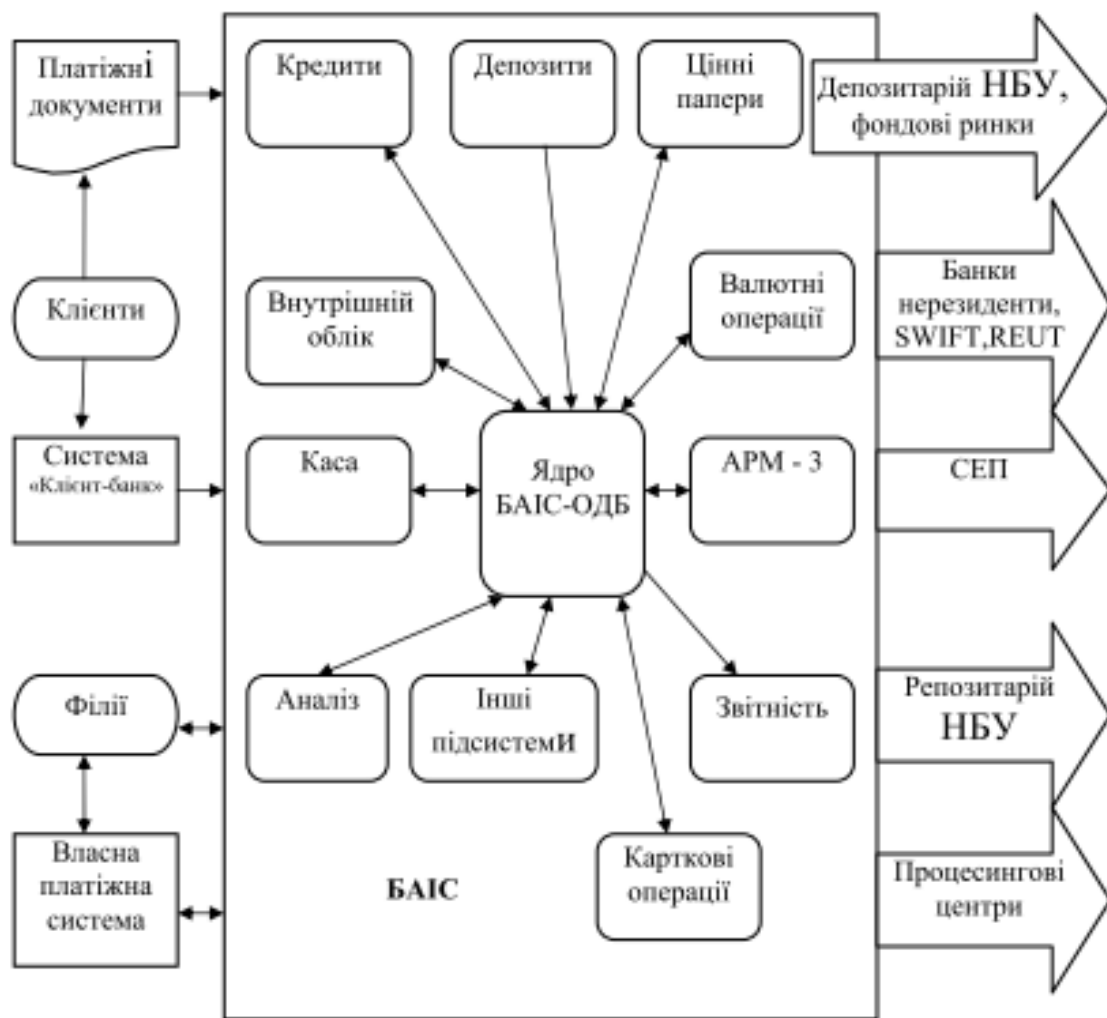 Платіжні
документи
Кредити
Депозити
Цінні
папери
Депозитарій НБУ,
фондові ринки
Клієнти
Внутрішній
облік
Валютні
операції
Банки
нерезиденти,
SWIFT,REUT
Система
«Клієнт-банк»
Каса
Ядро
БАІС-ОДБ
АРМ - 3
СЕП
Філії
Аналіз
Інші
підсистеми
Звітність
Репозитарій
НБУ
Власна
платіжна
система
БАІС
Карткові
операції
Процесингові
центри